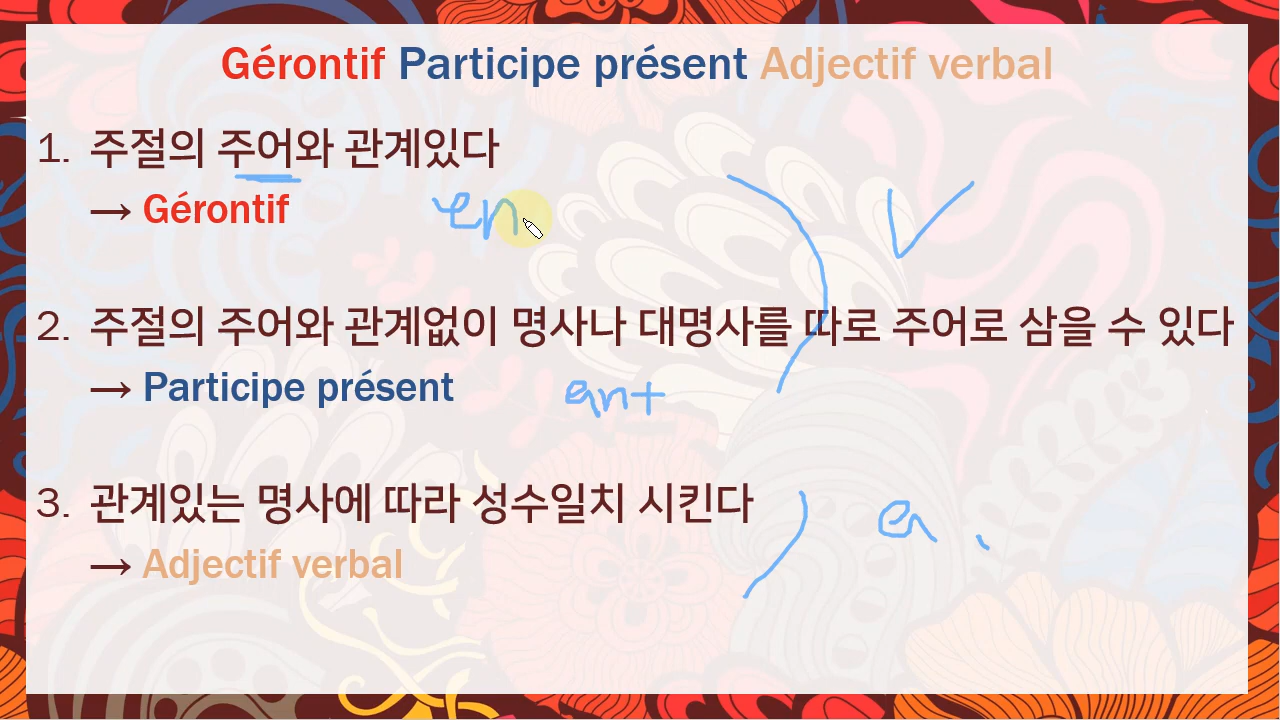 Gérontif Participe présent Adjectif verbal
1. 주절의 주어와 관계있다
→ Gérontif
en
2. 주절의 주어와 관계없이 명사나 대명사를 따로 주어로 삼을 수 있다
→ Participe présent
ant
3. 관계있는 명사에 따라 성수일치 시킨다
→ Adjectif verbal